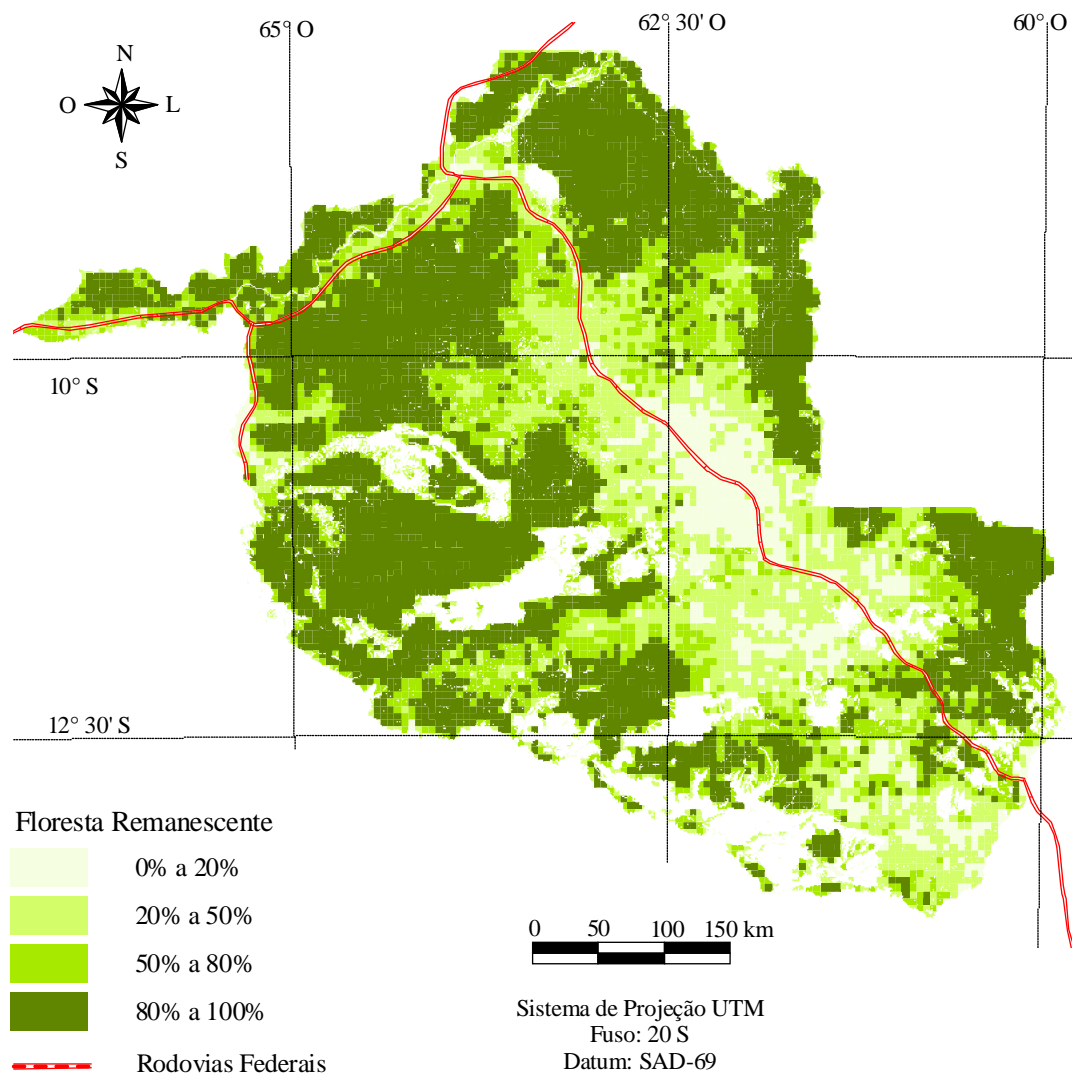 65° O
62° 30' O
60° O
N
O
L
S
10° S
12° 30' S
Floresta Remanescente
0% a 20%
20% a 50%
50% a 80%
80% a 100%
Rodovias Federais
0 50 100 150 km
Sistema de Projeção UTM
Fuso: 20 S
Datum: SAD-69